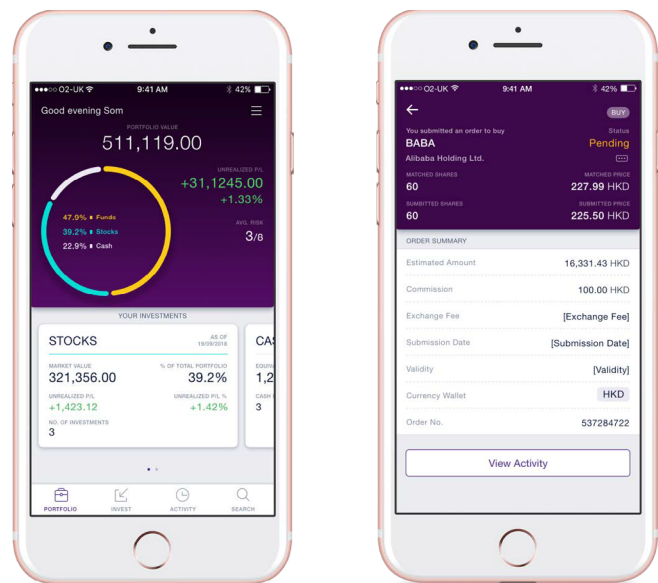 O2-UK 9:41 AM 42%
Good evening Som
PORTFOLIO VALUE
511,119.00
UNREALIZED P/L
+31,1245.00
+1.33%
47.9% Funds
39.2% Stocks
22.9% Cash
AVG. RISK
3/8
YOUR INVESTMENTS
STOCKS AS OF 19/09/2018
MARKET VALUE % OF TOTAL PORTFOLIO
321,356.00 39.2%
UNREALIZED P/L UNREALIZED P/L %
+1,423.12 +1.42%
NO. OF INVESTMENTS
3
CA
EQUIV
1,2
CASH
3
PORTFOLIO INVEST ACTIVITY SEARCH
O2-UK 9:41 AM 42%
BUY
You submitted an order to buy Status
BABA Pending
Alibaba Holding Ltd.
MATCHED SHARES MATCHED PRICE
60 227.99 HKD
SUMBITTED SHARES SUBMITTED PRICE
60 225.50 HKD
ORDER SUMMARY
Estimated Amount 16,331.43 HKD
Commission 100.00 HKD
Exchange Fee [Exchange Fee]
Submission Date [Submission Date]
Validity [Validity]
Currency Wallet HKD
Order No. 537284722
View Activity